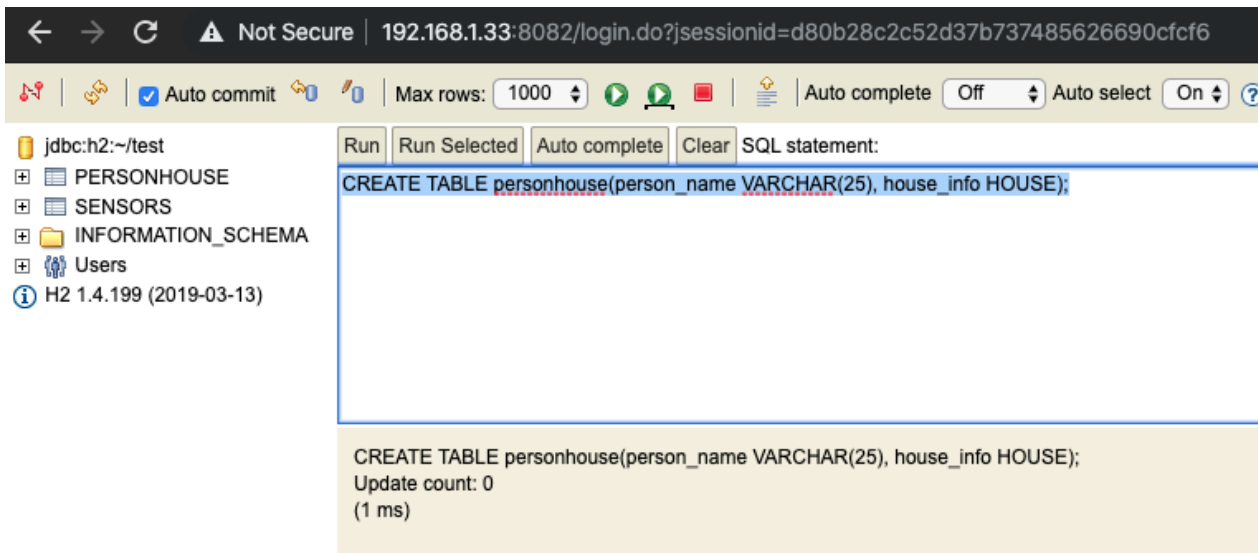 Not Secure | 192.168.1.33:8082/login.do?jsessionid=d80b28c2c52d37b737485626690cfcf6
Auto commit Max rows: 1000 Auto complete Off Auto select On ?
jdbc:h2:~/test
PERSONHOUSE
SENSORS
INFORMATION_SCHEMA
Users
H2 1.4.199 (2019-03-13)
Run Run Selected Auto complete Clear SQL statement:
CREATE TABLE personhouse(person_name VARCHAR(25), house_info HOUSE);
CREATE TABLE personhouse(person_name VARCHAR(25), house_info HOUSE);
Update count: 0
(1 ms)